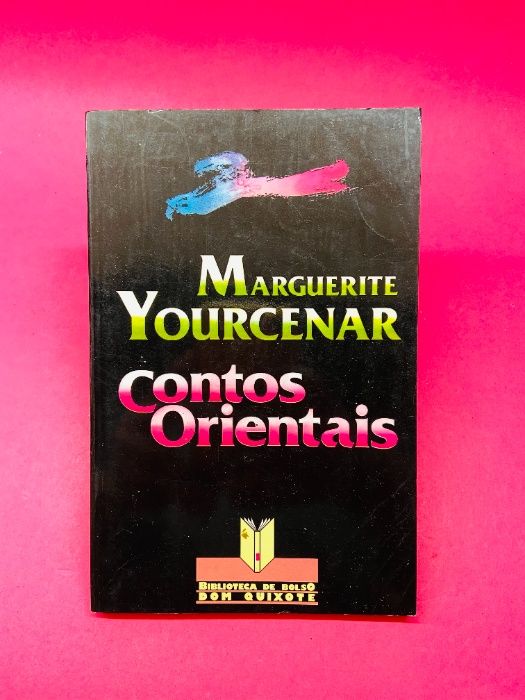 MARGUERITE
YOURCENAR
Contos
Orientais
BIBLIOTECA DE BOLSO
DOM QUIXOTE